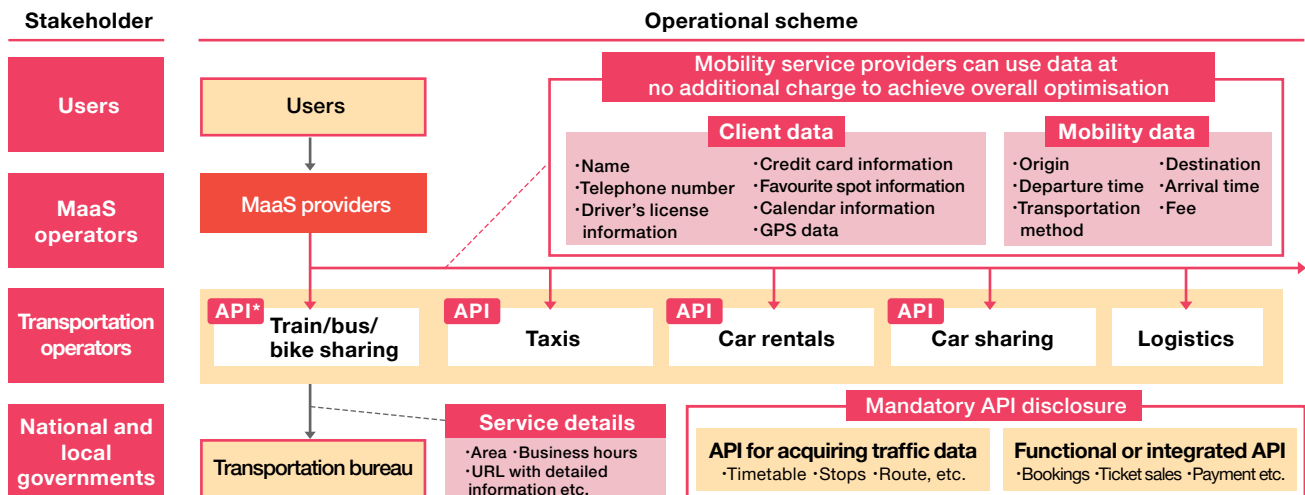 Stakeholder
Operational scheme
Users
Users
Mobility service providers can use data at
no additional charge to achieve overall optimisation
Client data
·Name
·Telephone number
·Driver's license
information
·Credit card information
·Favourite spot information
·Calendar information
·GPS data
Mobility data
·Origin
·Departure time
·Transportation
method
·Destination
·Arrival time
·Fee
MaaS
operators
MaaS providers
Transportation
operators
API*
Train/bus/
bike sharing
API
Taxis
API
Car rentals
API
Car sharing
Logistics
National and
local
governments
Transportation bureau
Service details
·Area ·Business hours
·URL with detailed
information etc.
Mandatory API disclosure
API for acquiring traffic data
·Timetable ·Stops ·Route, etc.
Functional or integrated API
·Bookings ·Ticket sales ·Payment etc.